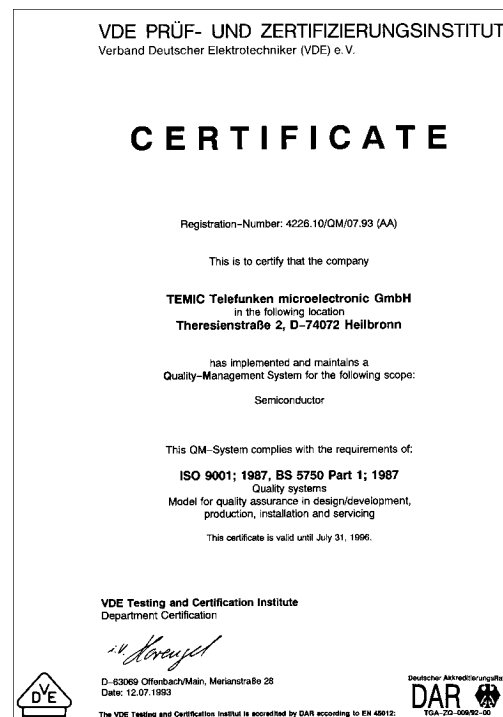 VDE PRÜF- UND ZERTIFIZIERUNGSINSTITUT
Verband Deutscher Elektrotechniker (VDE) e.V.
CERTIFICATE
Registration-Number: 4226.10/QM/07.93 (AA)
This is to certify that the company
TEMIC Telefunken microelectronic GmbH
in the following location
Theresienstraße 2, D-74072 Heilbronn
has implemented and maintains a
Quality-Management System for the following scope:
Semiconductor
This QM-System complies with the requirements of:
ISO 9001; 1987, BS 5750 Part 1; 1987
Quality systems
Model for quality assurance in design/development,
production, installation and servicing
This certificate is valid until July 31, 1996.
VDE Testing and Certification Institute
Department Certification
i.V.
D-63069 Offenbach/Main, Merianstraße 28
Date: 12.07.1993
The VDE Testing and Certification Institut is accredited by DAR according to EN 45012:
VDE
Deutscher
DAR
TGA-ZQ-009/92-00